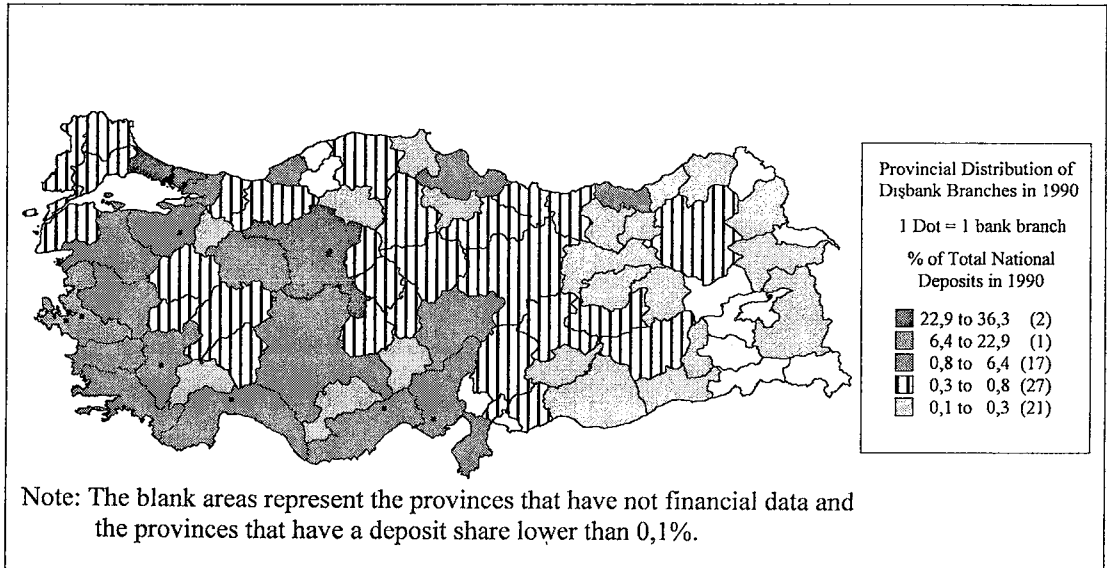 Provincial Distribution of
Dışbank Branches in 1990
1 Dot = 1 bank branch
% of Total National
Deposits in 1990
22,9 to 36,3 (2)
6,4 to 22,9 (1)
0,8 to 6,4 (17)
0,3 to 0,8 (27)
0,1 to 0,3 (21)
Note: The blank areas represent the provinces that have not financial data and
the provinces that have a deposit share lower than 0,1%.